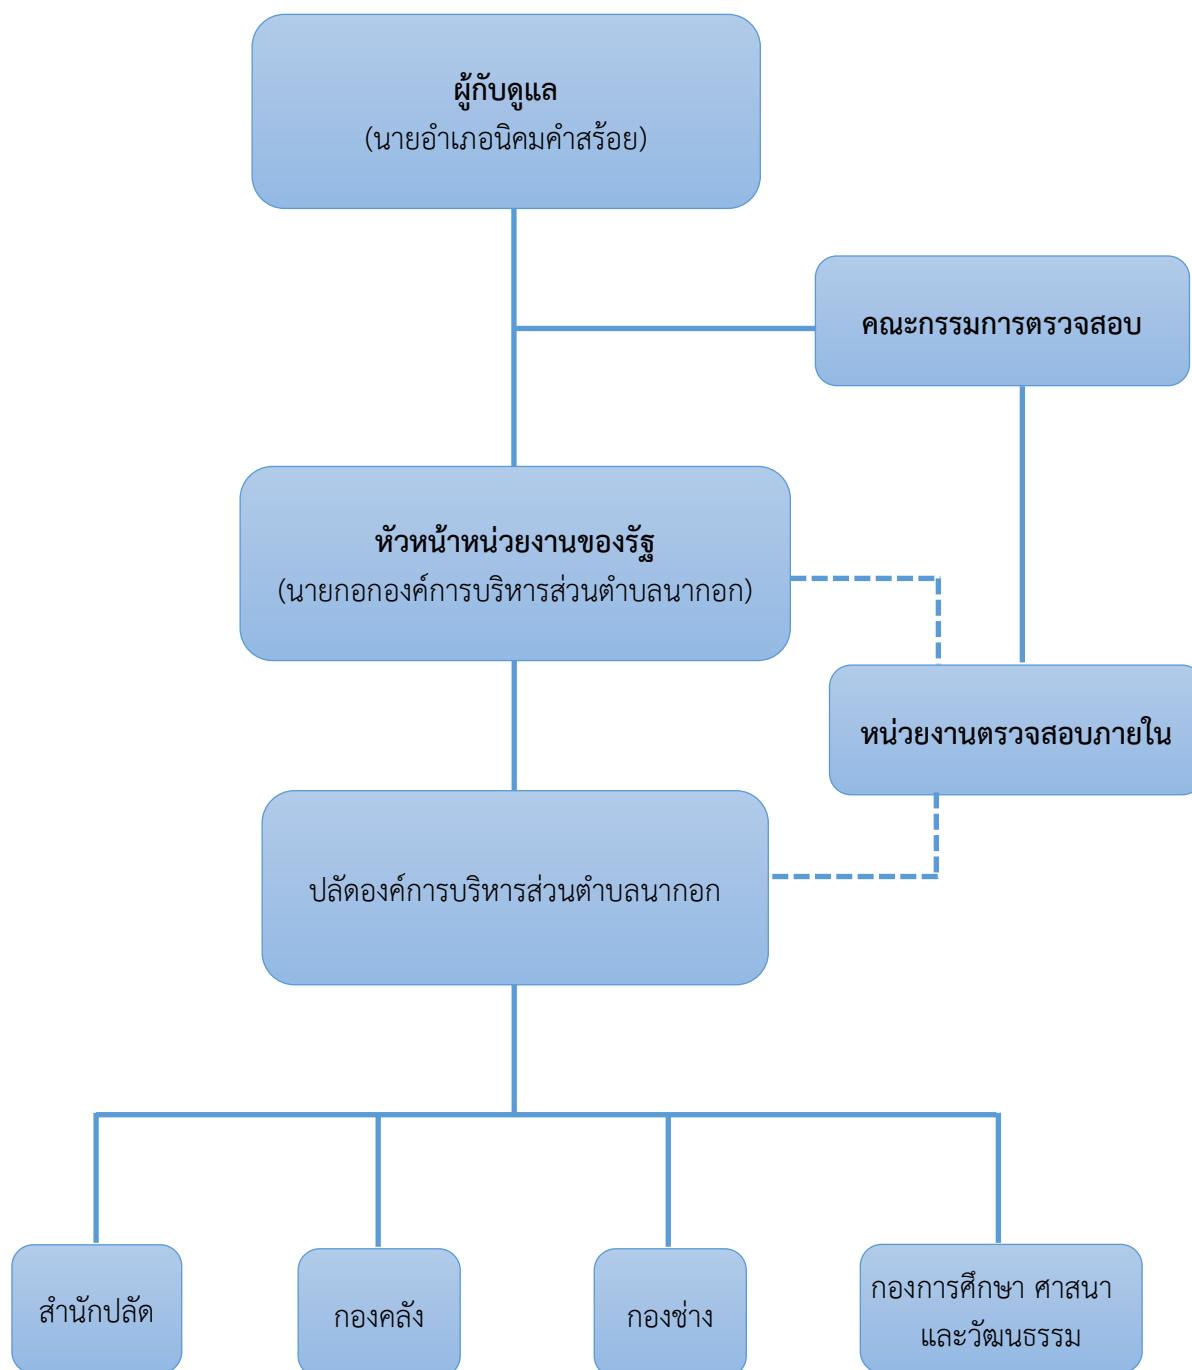 ผู้กับดูแล
(นายอำเภอนิคมคำสร้อย)
คณะกรรมการตรวจสอบ
หัวหน้าหน่วยงานของรัฐ
(นายกอกองค์การบริหารส่วนตำบลนากอก)
หน่วยงานตรวจสอบภายใน
ปลัดองค์การบริหารส่วนตำบลนากอก
สำนักปลัด
กองคลัง
กองช่าง
กองการศึกษา ศาสนา
และวัฒนธรรม